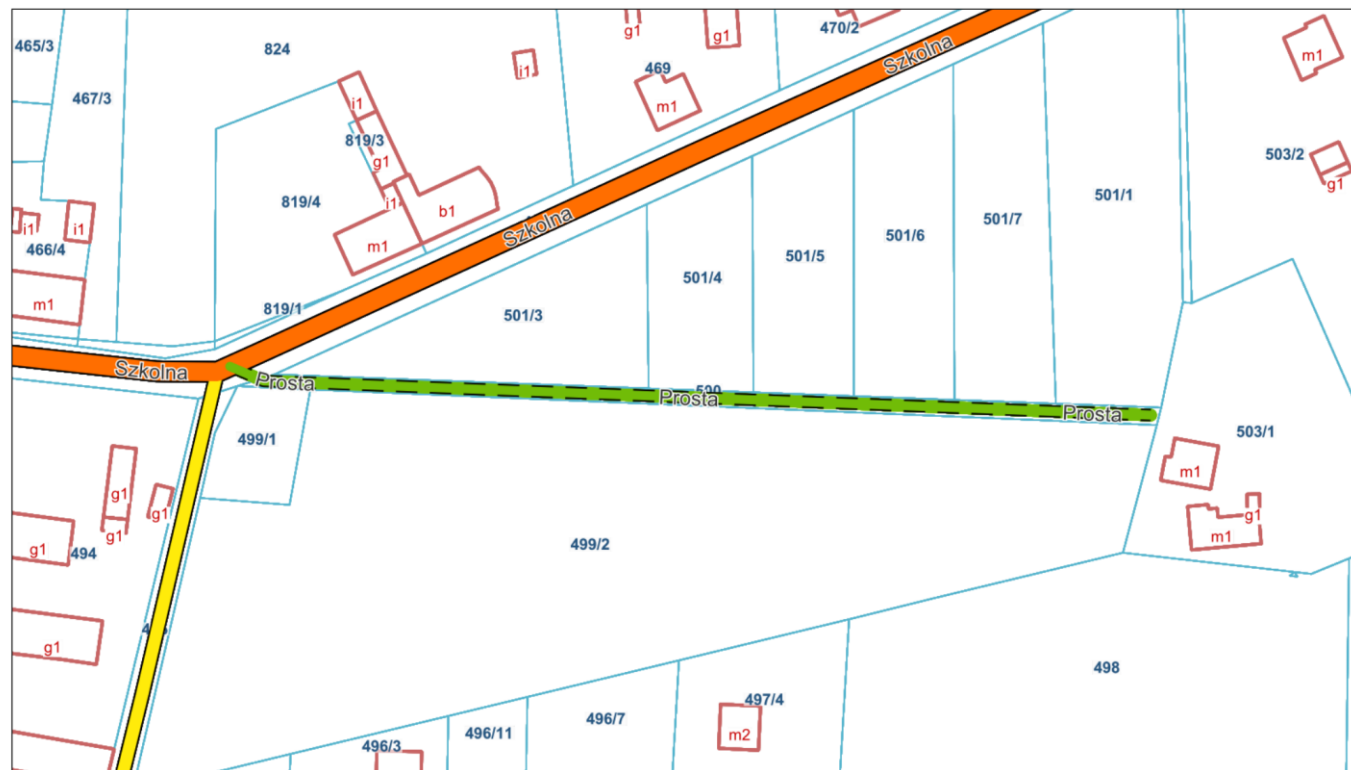 g1
g1
470/2
465/3
824
Szkolna
i1
469
m1
467/3
i1
m1
819/3
g1
503/2
g1
501/1
819/4
i1
b1
501/7
i1
i1
Szkolna
501/6
466/4
m1
501/5
501/4
m1
819/1
501/3
Szkolna
Prosta
Prosta
Prosta
499/1
503/1
m1
g1
g1
g1
g1
m1
g1
494
499/2
g1
498
497/4
496/7
496/11
m2
496/3